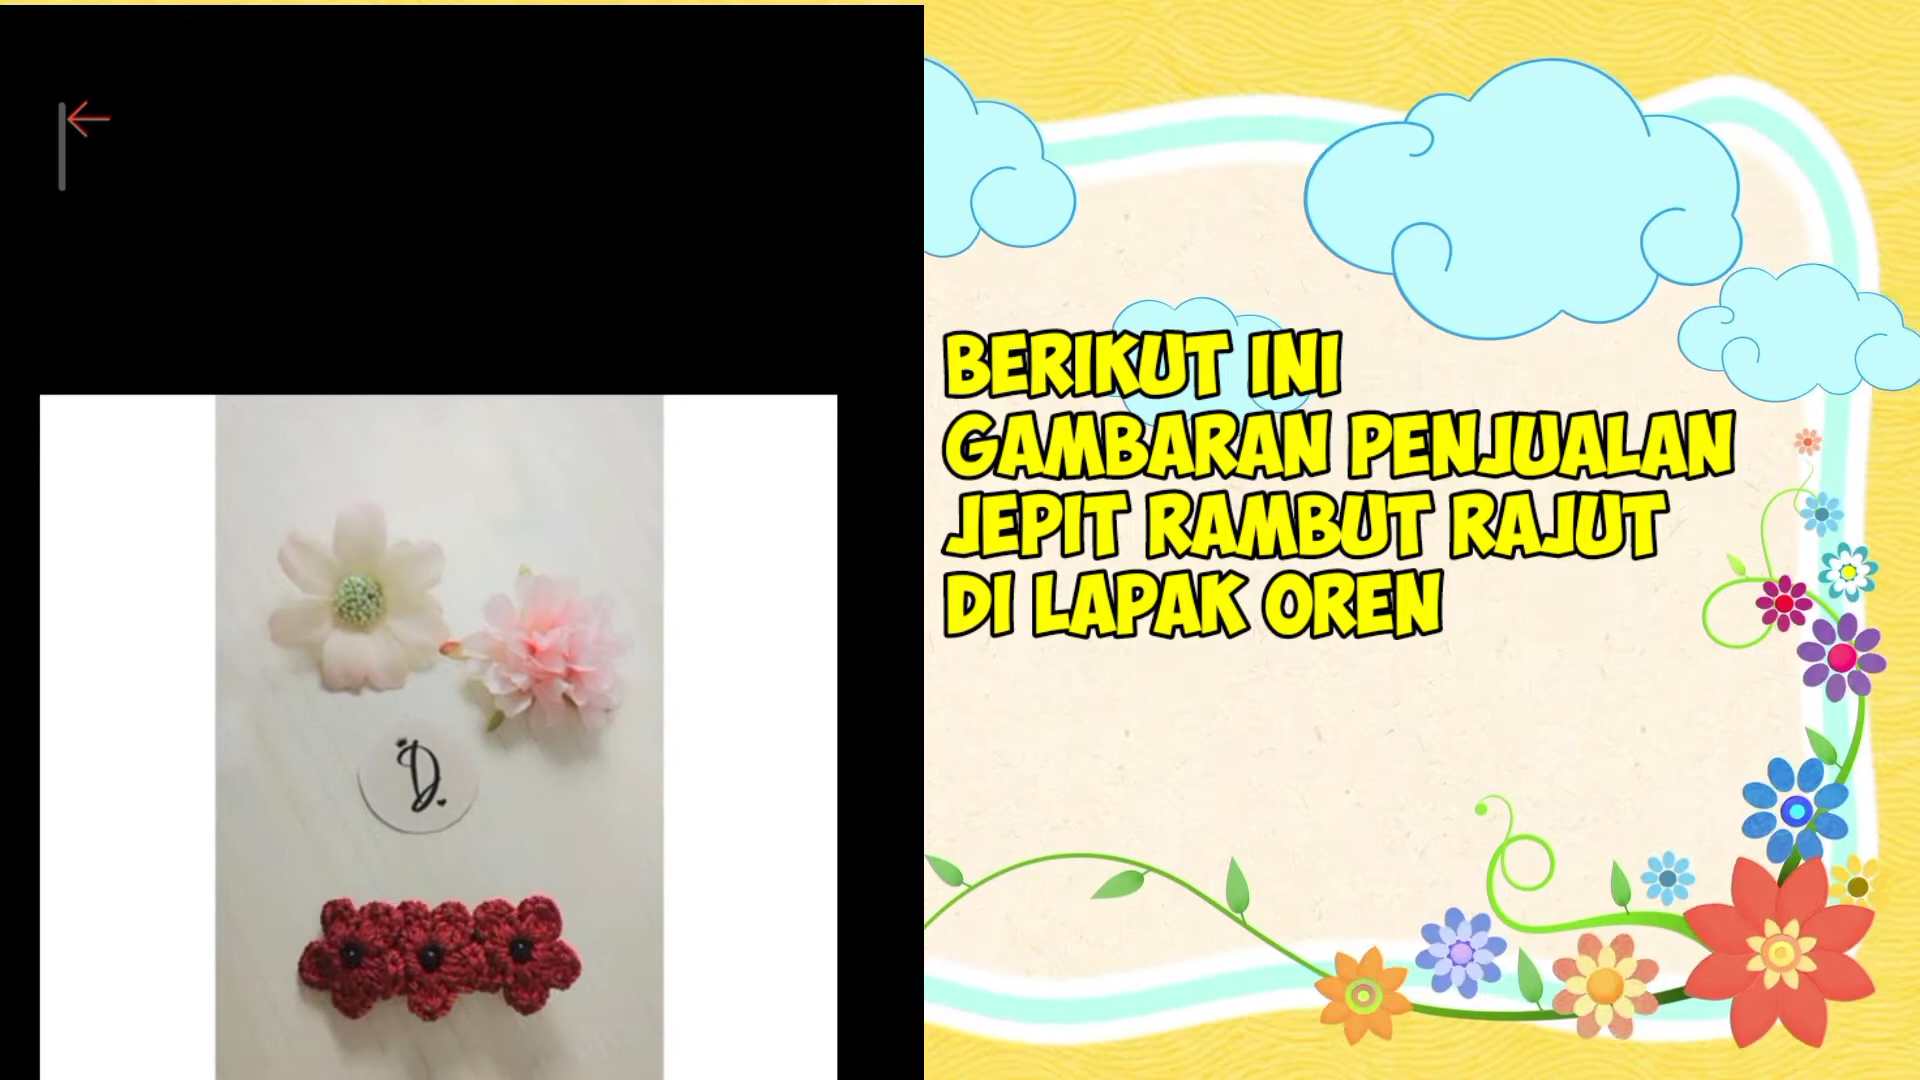 D
BERIKUT INI
GAMBARAN PENJUALAN
JEPIT RAMBUT RAJUT
DI LAPAK OREN